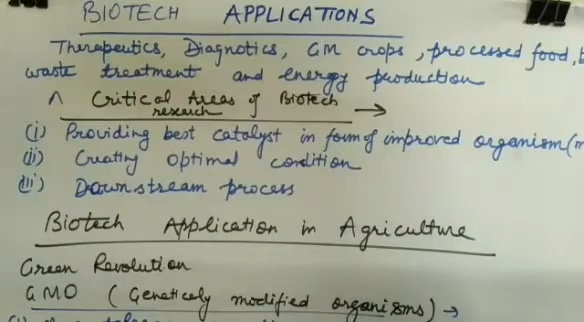 BIOTECH APPLICATIONS
Therapeutics, Diagnotics, GM crops, processed food,
waste treatment and energy production
^ Critical Areas of Biotech research →
(i) Providing best catalyst in form of improved organism (
(ii) Creating optimal condition
(iii) Downstream process
Biotech Application in Agriculture
Green Revolution
GMO (Geneticely modified organisms) →